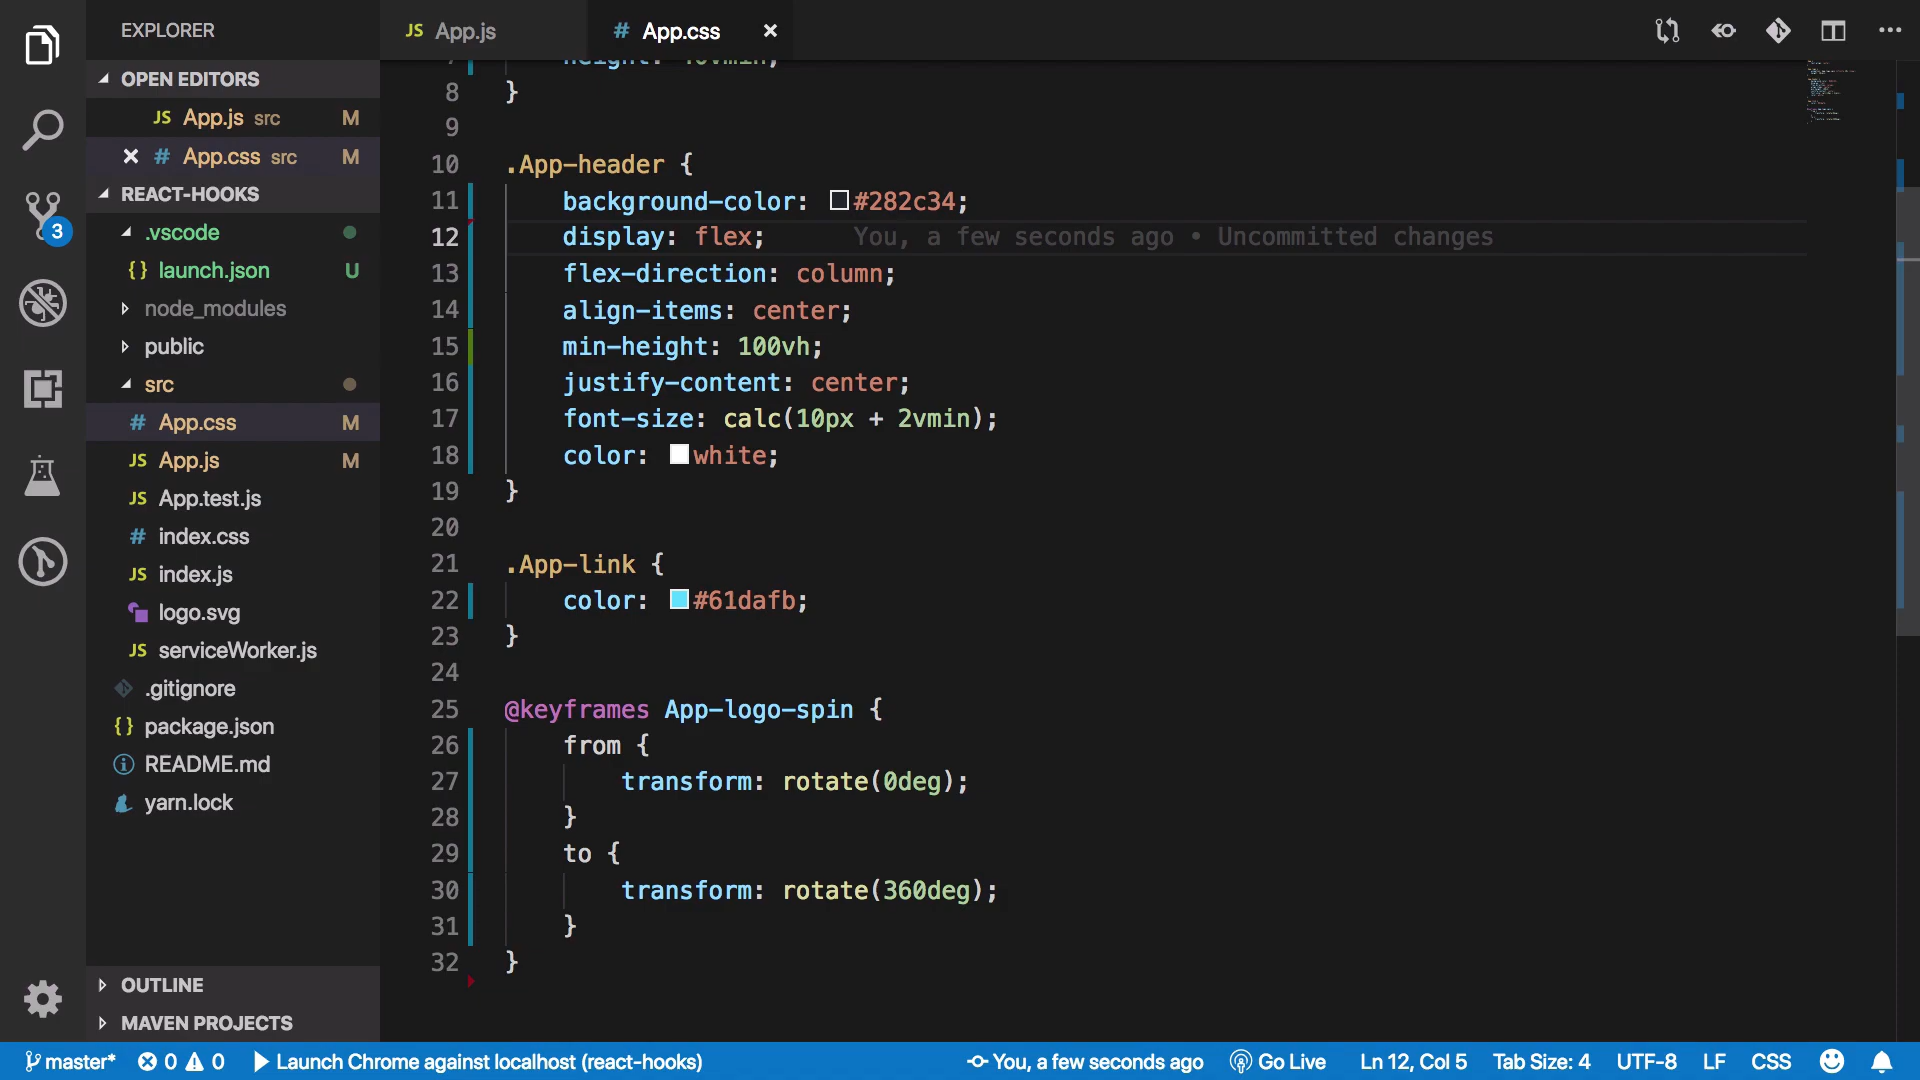 EXPLORER
OPEN EDITORS
JS App.js src M
# App.css src M
REACT-HOOKS
.vscode
{} launch.json U
node_modules
public
src
# App.css M
JS App.js M
JS App.test.js
# index.css
JS index.js
logo.svg
JS serviceWorker.js
.gitignore
{} package.json
README.md
yarn.lock
OUTLINE
MAVEN PROJECTS
3
JS App.js
# App.css
8 }
9
10 .App-header {
11 background-color: #282c34;
12 display: flex; You, a few seconds ago • Uncommitted changes
13 flex-direction: column;
14 align-items: center;
15 min-height: 100vh;
16 justify-content: center;
17 font-size: calc(10px + 2vmin);
18 color: white;
19 }
20
21 .App-link {
22 color: #61dafb;
23 }
24
25 @keyframes App-logo-spin {
26 from {
27 transform: rotate(0deg);
28 }
29 to {
30 transform: rotate(360deg);
31 }
32 }
master* 0 0 Launch Chrome against localhost (react-hooks) You, a few seconds ago Go Live Ln 12, Col 5 Tab Size: 4 UTF-8 LF CSS